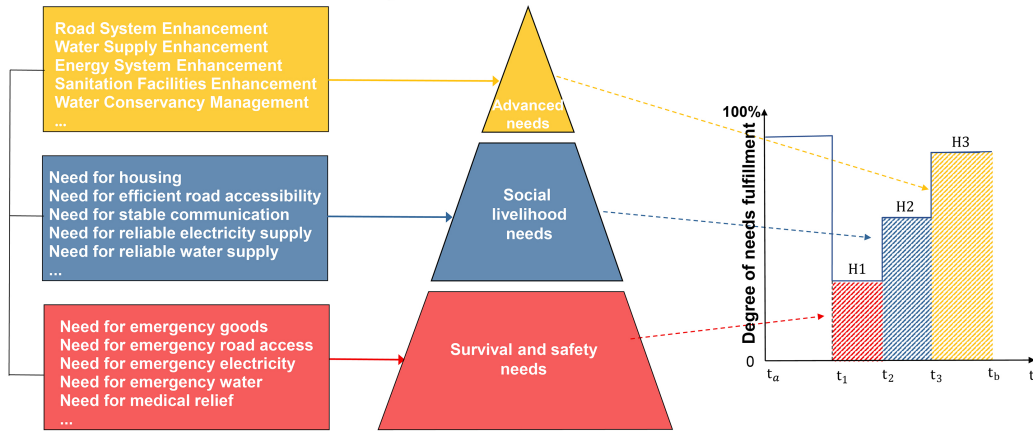 Road System Enhancement
Water Supply Enhancement
Energy System Enhancement
Sanitation Facilities Enhancement
Water Conservancy Management
...
Need for housing
Need for efficient road accessibility
Need for stable communication
Need for reliable electricity supply
Need for reliable water supply
...
Need for emergency goods
Need for emergency road access
Need for emergency electricity
Need for emergency water
Need for medical relief
...
Advanced
needs
Social
livelihood
needs
Survival and safety
needs
100%
Degree of needs fulfillment
0
H1
H2
H3
tₐ
t₁
t₂
t₃
t_b
t